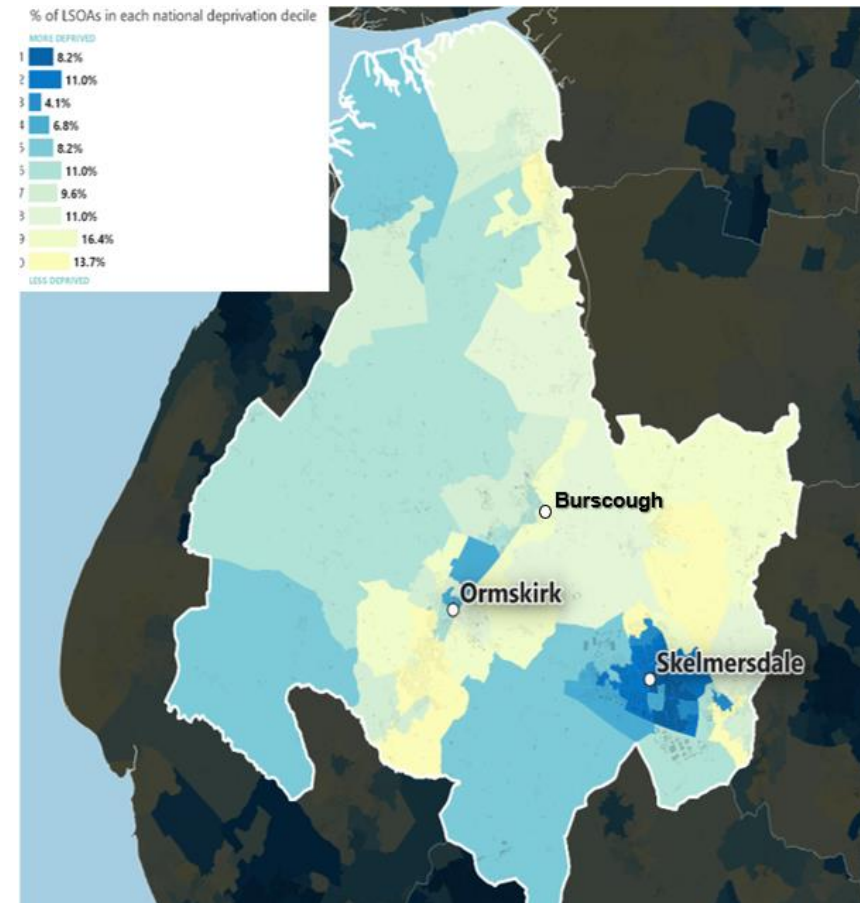 % of LSOAs in each national deprivation decile
MORE DEPRIVED
1 8.2%
2 11.0%
3 4.1%
4 6.8%
5 8.2%
11.0%
7 9.6%
8 11.0%
9 16.4%
13.7%
LESS DEPRIVED
Burscough
Ormskirk
Skelmersdale